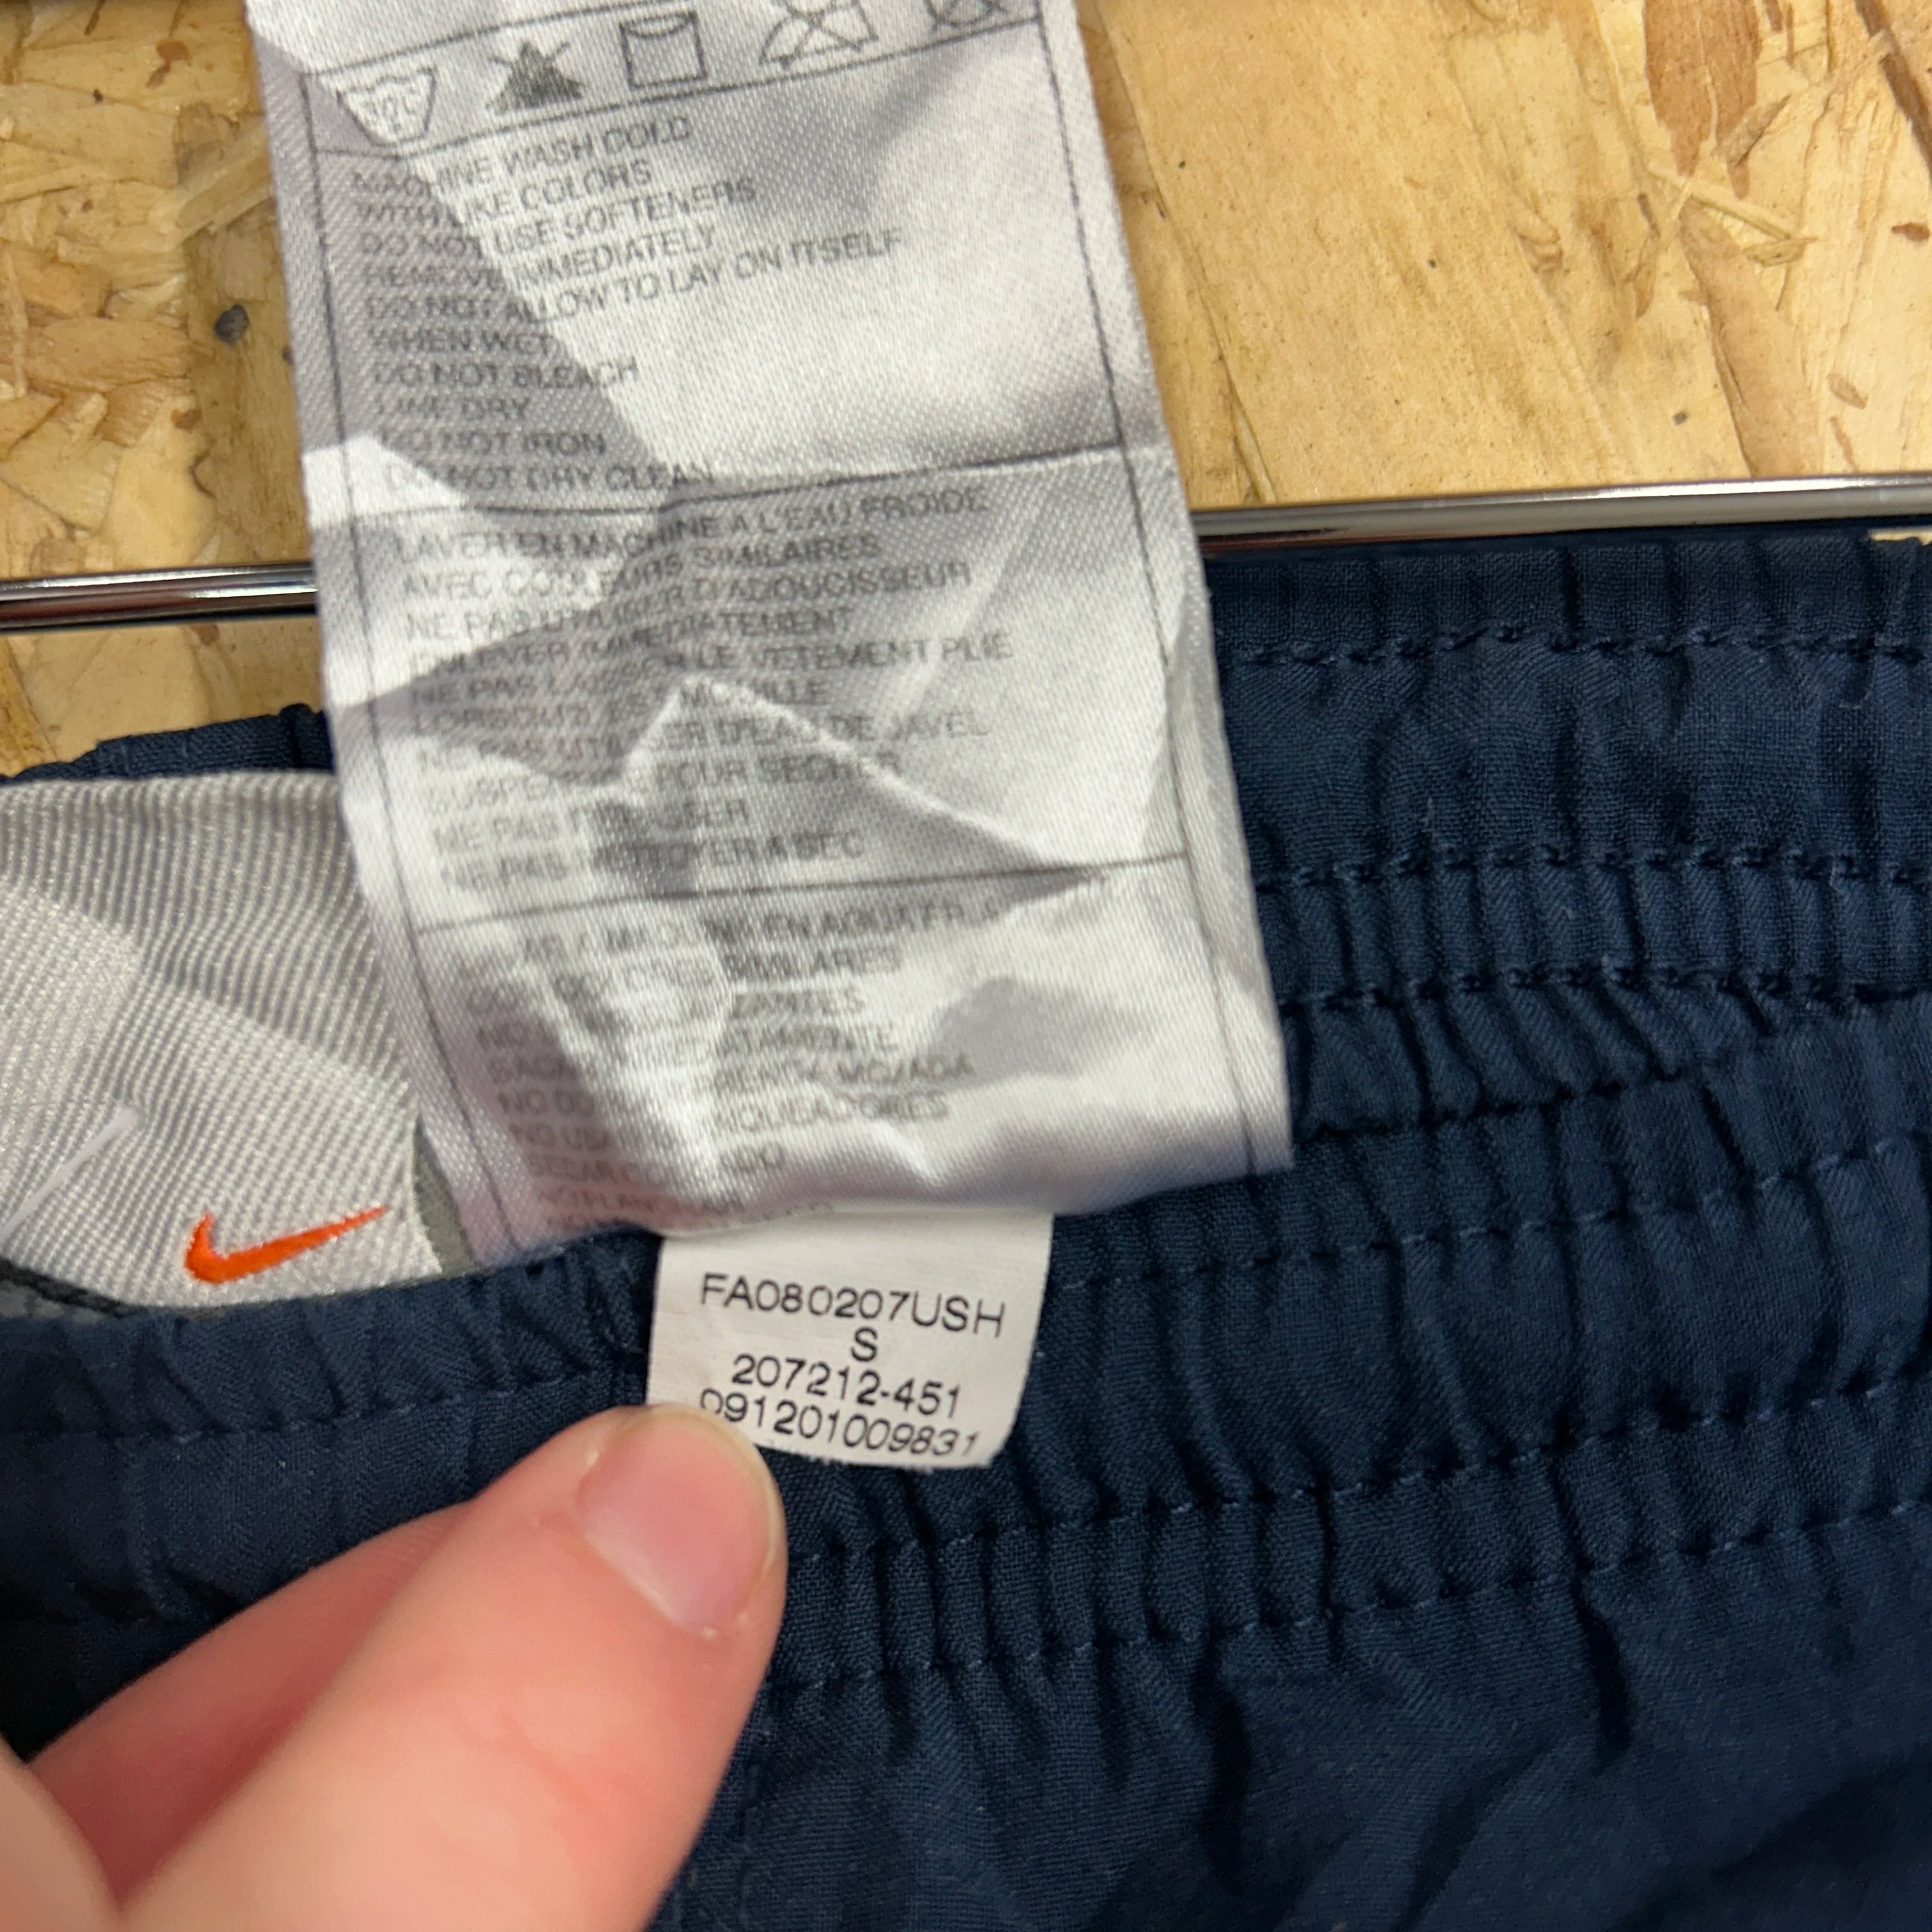 MACHINE WASH COLD
WITH LIKE COLORS
DO NOT USE SOFTENERS
REMOVE IMMEDIATELY
DO NOT ALLOW TO LAY ON ITSELF
WHEN WET
DO NOT BLEACH
LINE DRY
DO NOT IRON
DO NOT DRY CLEAN
LAVER EN MACHINE A L'EAU FROIDE
AVEC COULEURS SIMILAIRES
NE PAS UTILISER D'ADOUCISSEUR
ENLEVER IMMEDIATEMENT
NE PAS LE VETEMENT PLIE
LORSQU'IL EST MOUILLE
NE PAS UTILISER D'EAU DE JAVEL
SUSPENDRE POUR SECHER
NE PAS REPASSER
NE PAS NETTOYER A SEC
SIMILARES
MOJADA
NO
FA080207USH
S
207212-451
091201009831